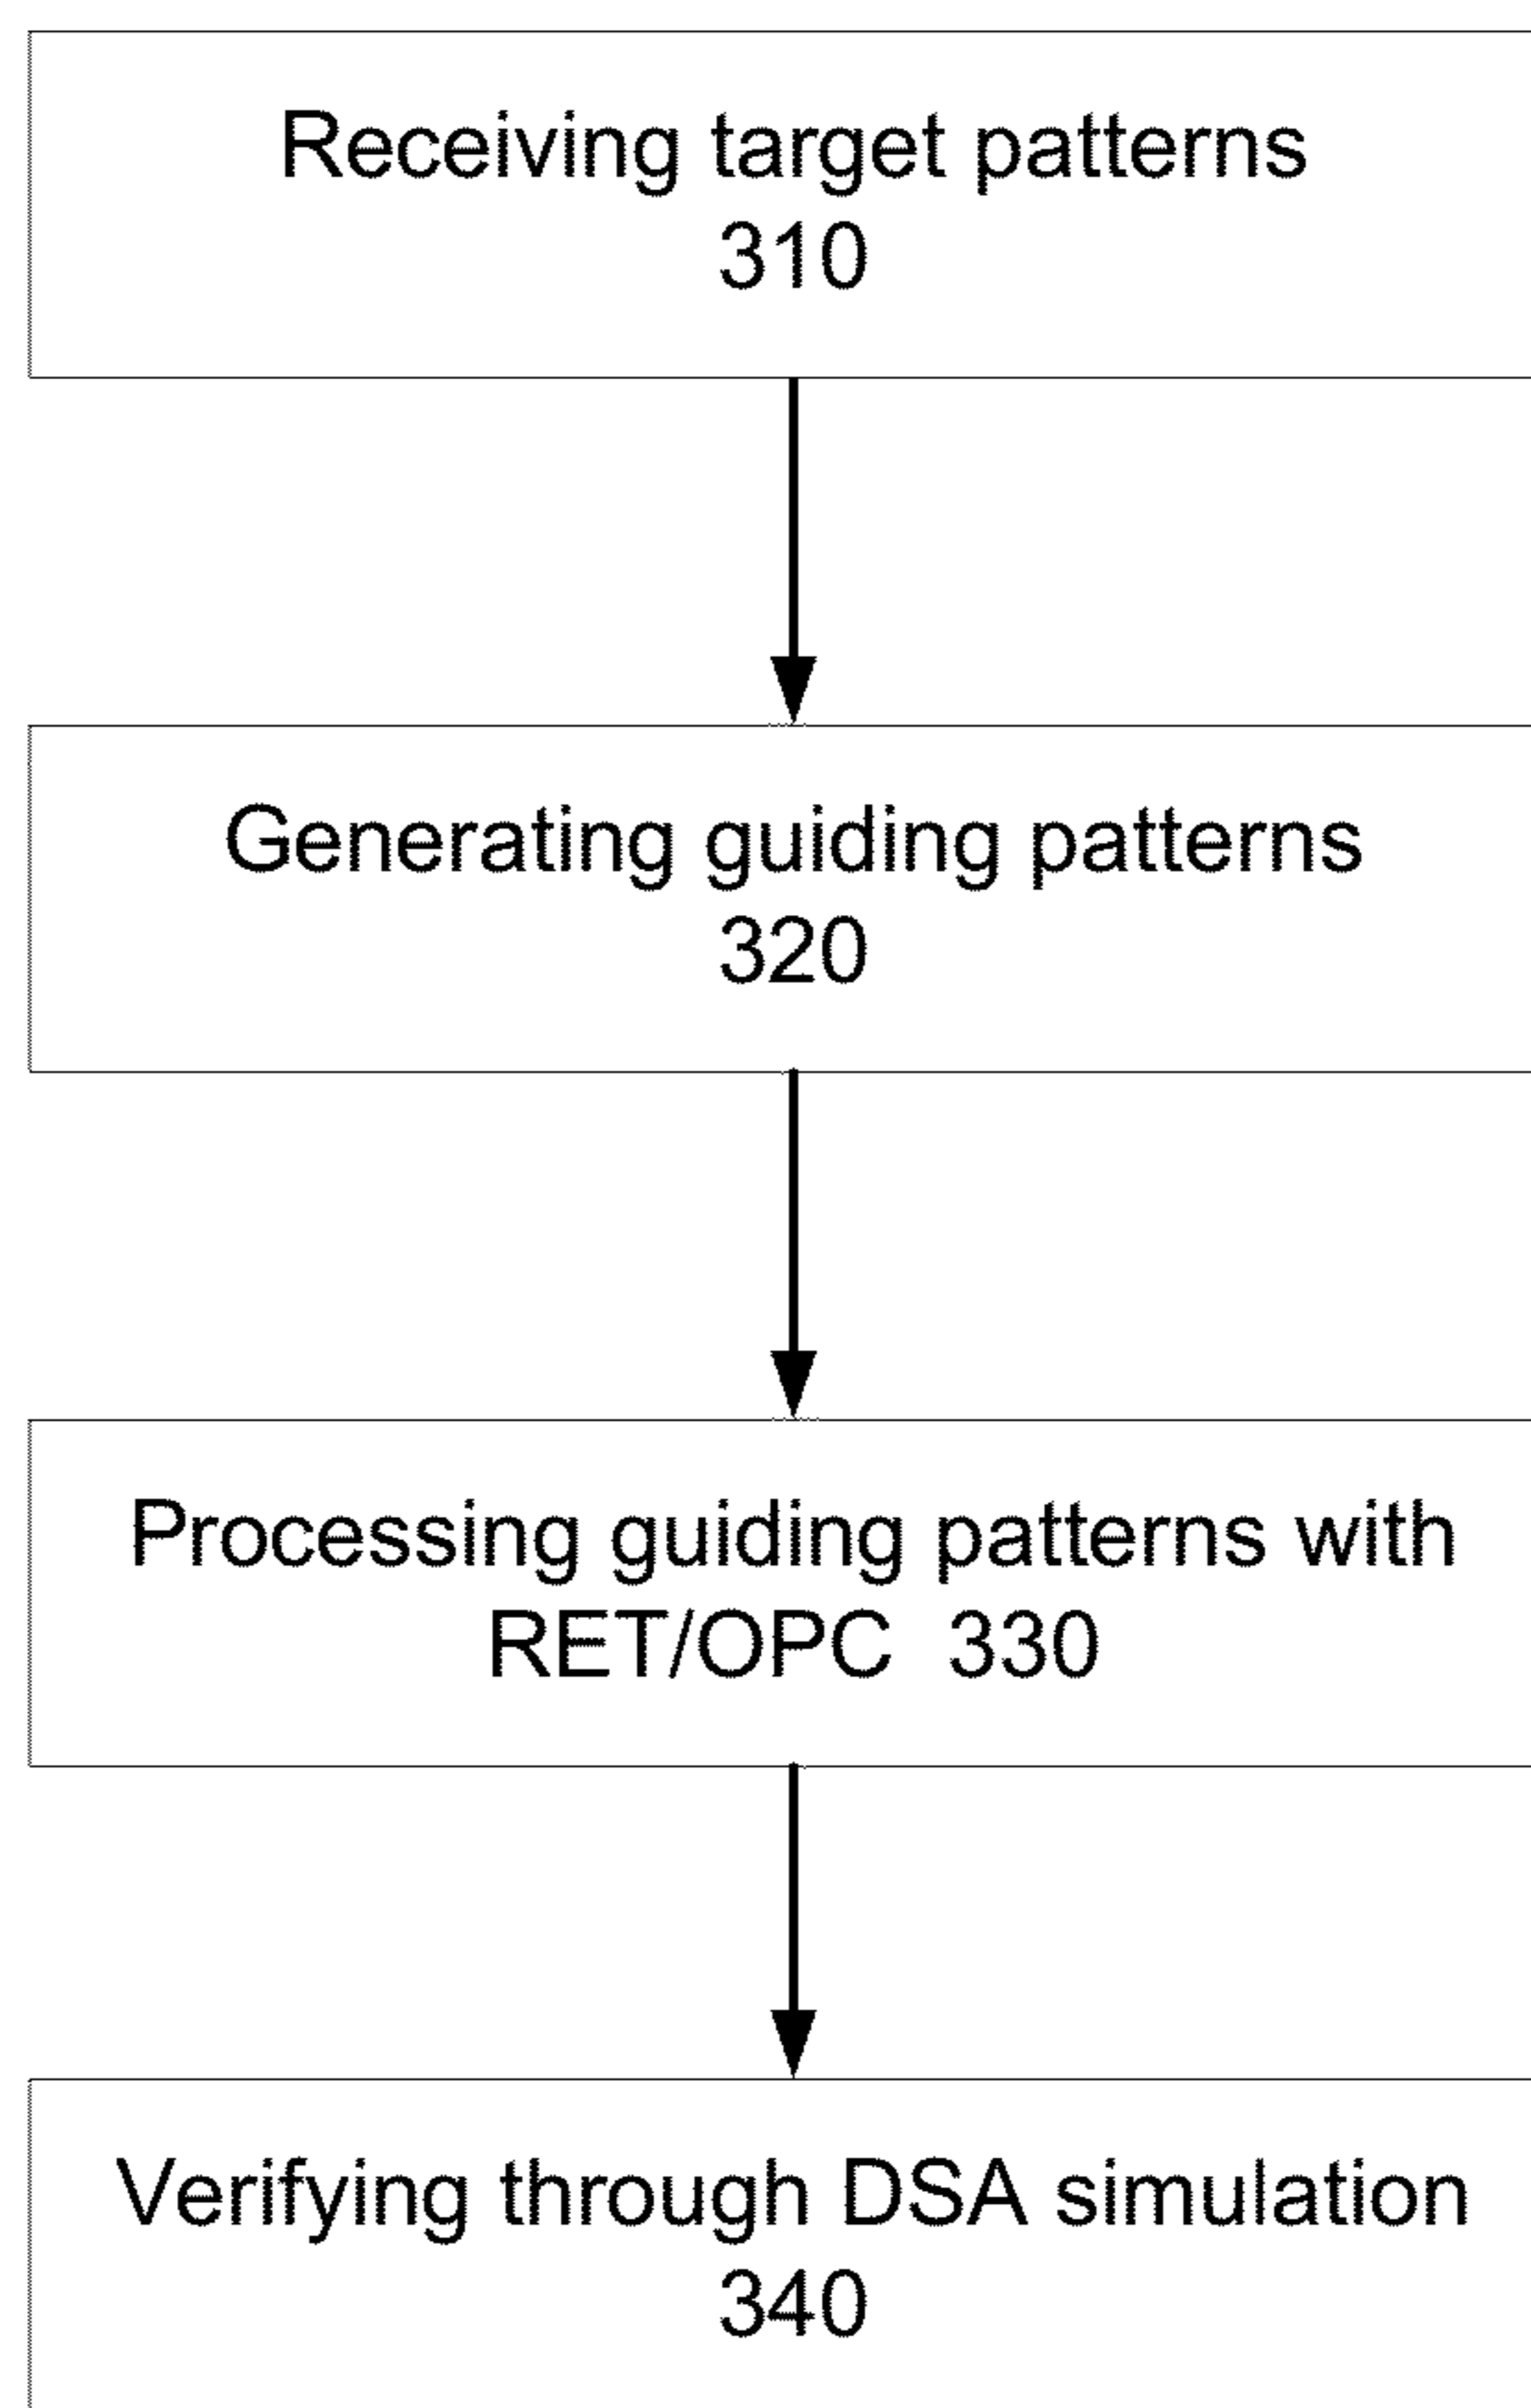 Receiving target patterns
310
Generating guiding patterns
320
Processing guiding patterns with
RET/OPC  330
Verifying through DSA simulation
340